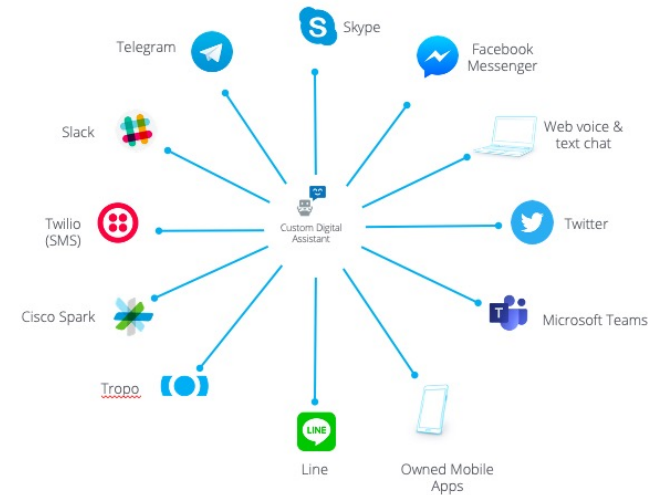 Skype
Telegram
Facebook
Messenger
Web voice &
text chat
Slack
Custom Digital
Assistant
Twilio
(SMS)
Twitter
Cisco Spark
T
Microsoft Teams
Tropo
LINE
Line
Owned Mobile
Apps